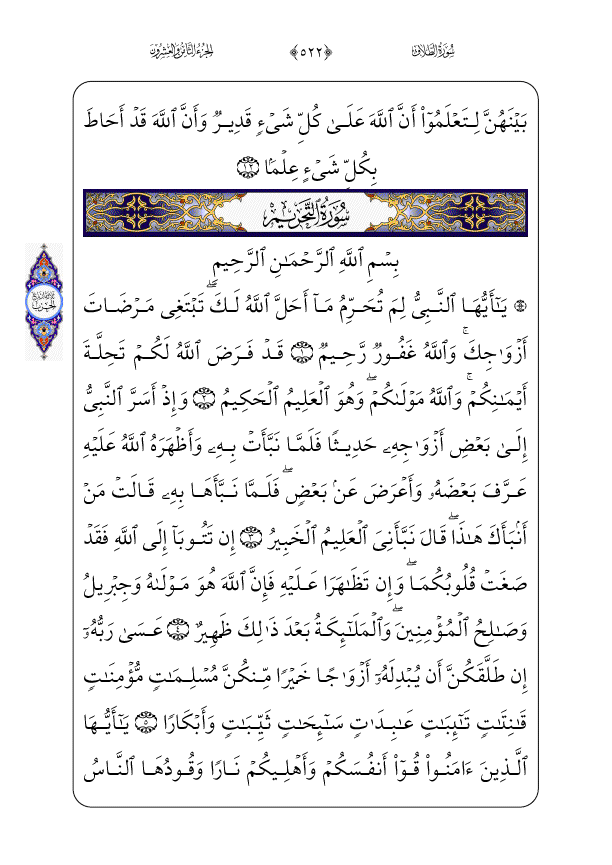 سُورَةُ الطَّلَاقِ ﴿٥٢٢﴾ الجُزْءُ الثَّامِنُ وَالعِشْرُونَ
بَيۡنَهُنَّ لِتَعۡلَمُوٓاْ أَنَّ ٱللَّهَ عَلَىٰ كُلِّ شَيۡءٖ قَدِيرٞ وَأَنَّ ٱللَّهَ قَدۡ أَحَاطَ
بِكُلِّ شَيۡءٍ عِلۡمَۢا ١٢
سُورَةُ التَّحۡرِيمِ
بِسۡمِ ٱللَّهِ ٱلرَّحۡمَـٰنِ ٱلرَّحِيمِ
۞ يَـٰٓأَيُّهَا ٱلنَّبِيُّ لِمَ تُحَرِّمُ مَآ أَحَلَّ ٱللَّهُ لَكَۖ تَبۡتَغِي مَرۡضَاتَ
أَزۡوَٰجِكَۚ وَٱللَّهُ غَفُورٞ رَّحِيمٞ ١ قَدۡ فَرَضَ ٱللَّهُ لَكُمۡ تَحِلَّةَ
أَيۡمَـٰنِكُمۡۚ وَٱللَّهُ مَوۡلَىٰكُمۡۖ وَهُوَ ٱلۡعَلِيمُ ٱلۡحَكِيمُ ٢ وَإِذۡ أَسَرَّ ٱلنَّبِيُّ
إِلَىٰ بَعۡضِ أَزۡوَٰجِهِۦ حَدِيثٗا فَلَمَّا نَبَّأَتۡ بِهِۦ وَأَظۡهَرَهُ ٱللَّهُ عَلَيۡهِ
عَرَّفَ بَعۡضَهُۥ وَأَعۡرَضَ عَنۢ بَعۡضٖۖ فَلَمَّا نَبَّأَهَا بِهِۦ قَالَتۡ مَنۡ
أَنۢبَأَكَ هَـٰذَاۖ قَالَ نَبَّأَنِيَ ٱلۡعَلِيمُ ٱلۡخَبِيرُ ٣ إِن تَتُوبَآ إِلَى ٱللَّهِ فَقَدۡ
صَغَتۡ قُلُوبُكُمَاۖ وَإِن تَظَـٰهَرَا عَلَيۡهِ فَإِنَّ ٱللَّهَ هُوَ مَوۡلَىٰهُ وَجِبۡرِيلُ
وَصَـٰلِحُ ٱلۡمُؤۡمِنِينَۖ وَٱلۡمَلَـٰٓئِكَةُ بَعۡدَ ذَٰلِكَ ظَهِيرٌ ٤ عَسَىٰ رَبُّهُۥٓ
إِن طَلَّقَكُنَّ أَن يُبۡدِلَهُۥٓ أَزۡوَٰجًا خَيۡرٗا مِّنكُنَّ مُسۡلِمَـٰتٖ مُّؤۡمِنَـٰتٖ
قَـٰنِتَـٰتٖ تَـٰٓئِبَـٰتٍ عَـٰبِدَٰتٖ سَـٰٓئِحَـٰتٖ ثَيِّبَـٰتٖ وَأَبۡكَارٗا ٥ يَـٰٓأَيُّهَا
ٱلَّذِينَ ءَامَنُواْ قُوٓاْ أَنفُسَكُمۡ وَأَهۡلِيكُمۡ نَارٗا وَقُودُهَا ٱلنَّاسُ